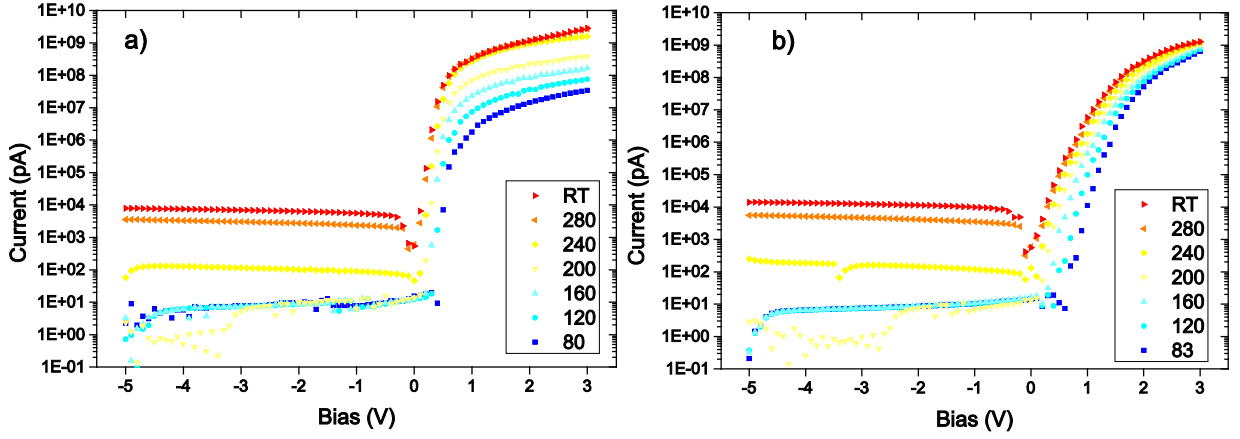 a)
1E+10
1E+09
1E+08
1E+07
1E+06
1E+05
1E+04
1E+03
1E+02
1E+01
1E+00
1E-01
Current (pA)
-5 -4 -3 -2 -1 0 1 2 3
Bias (V)
RT
280
240
200
160
120
80
b)
1E+10
1E+09
1E+08
1E+07
1E+06
1E+05
1E+04
1E+03
1E+02
1E+01
1E+00
1E-01
Current (pA)
-5 -4 -3 -2 -1 0 1 2 3
Bias (V)
RT
280
240
200
160
120
83